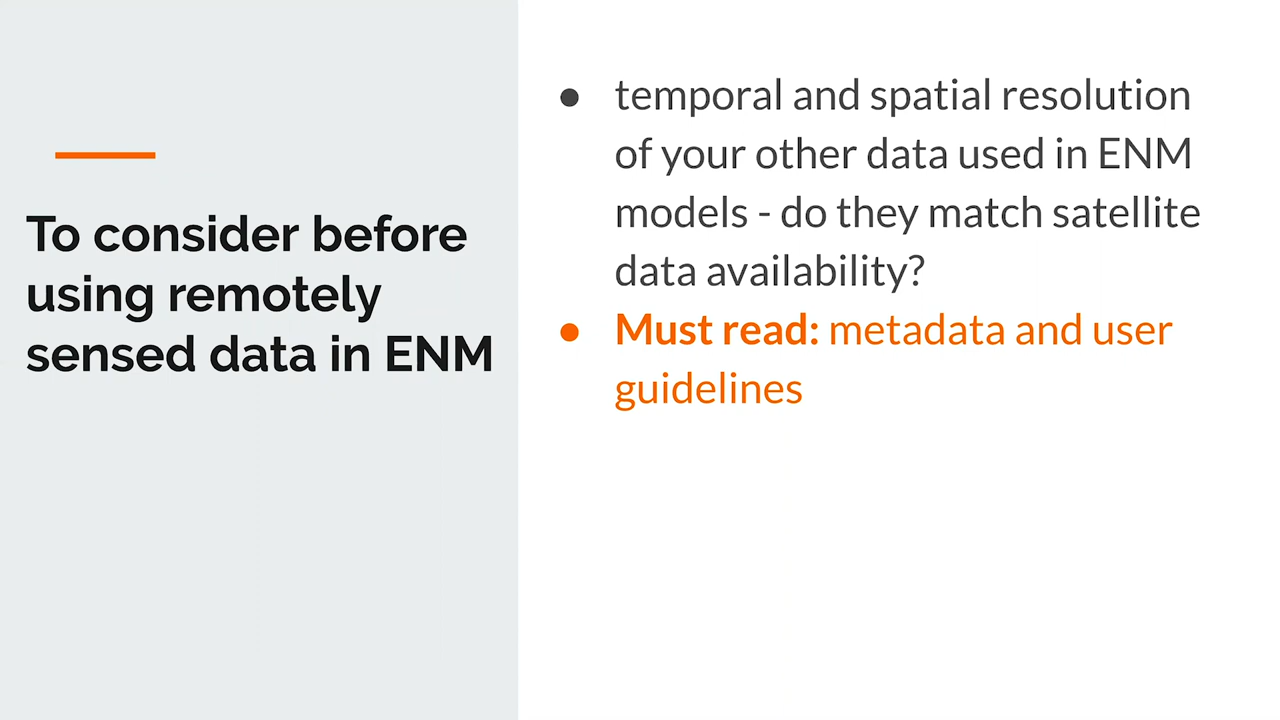 To consider before
using remotely
sensed data in ENM
● temporal and spatial resolution
of your other data used in ENM
models - do they match satellite
data availability?
● Must read: metadata and user
guidelines